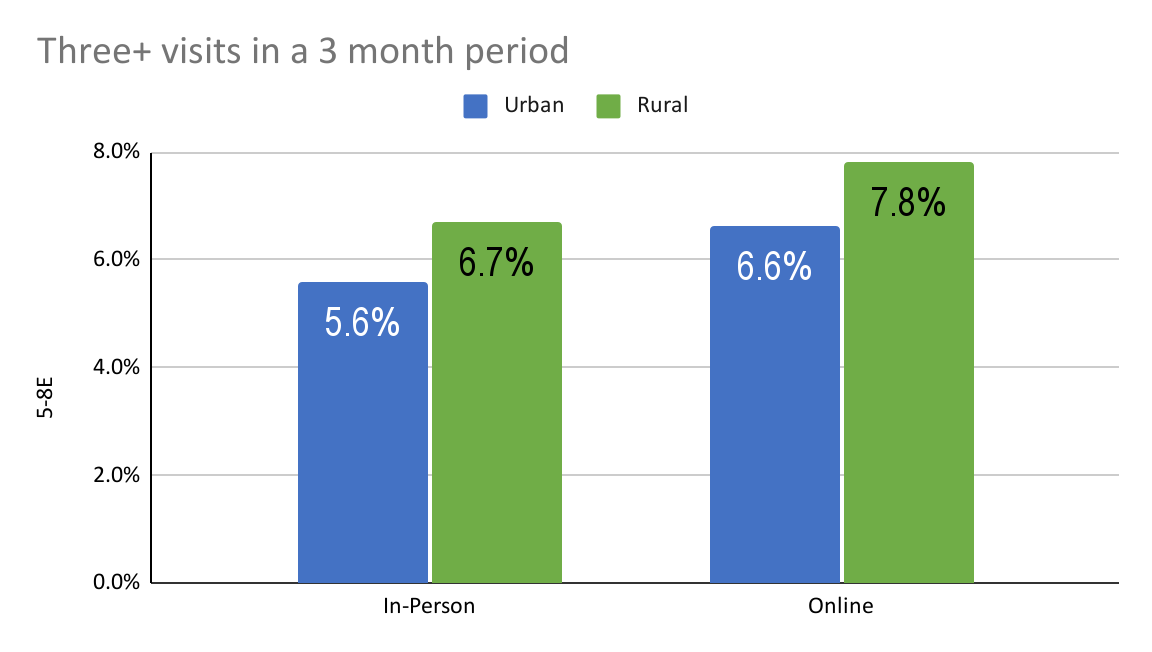 Three+ visits in a 3 month period
Urban Rural
8.0%
6.0%
4.0%
2.0%
0.0%
5-8E
5.6%
6.7%
6.6%
7.8%
In-Person Online